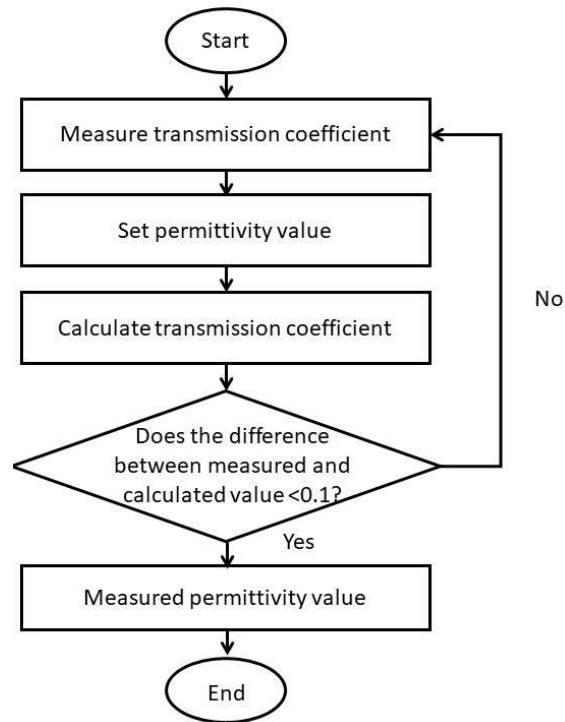 Start
Measure transmission coefficient
Set permittivity value
No
Calculate transmission coefficient
Does the difference
between measured and
calculated value <0.1?
Yes
Measured permittivity value
End